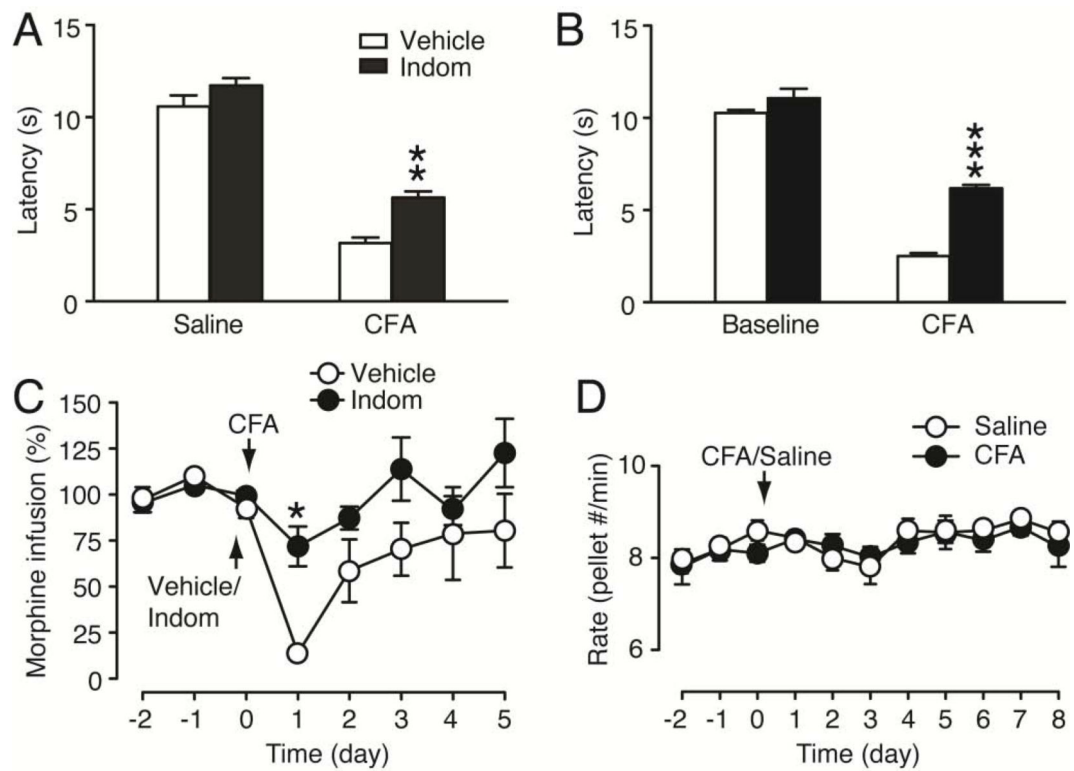 A
15
10
5
0
Latency (s)
Vehicle
Indom
**
Saline
CFA
B
15
10
5
0
Latency (s)
***
Baseline
CFA
C
Vehicle
Indom
150
125
100
75
50
25
0
Morphine infusion (%)
CFA
*
Vehicle/
Indom
-2 -1 0 1 2 3 4 5
Time (day)
D
Saline
CFA
10
8
6
Rate (pellet #/min)
CFA/Saline
-2 -1 0 1 2 3 4 5 6 7 8
Time (day)